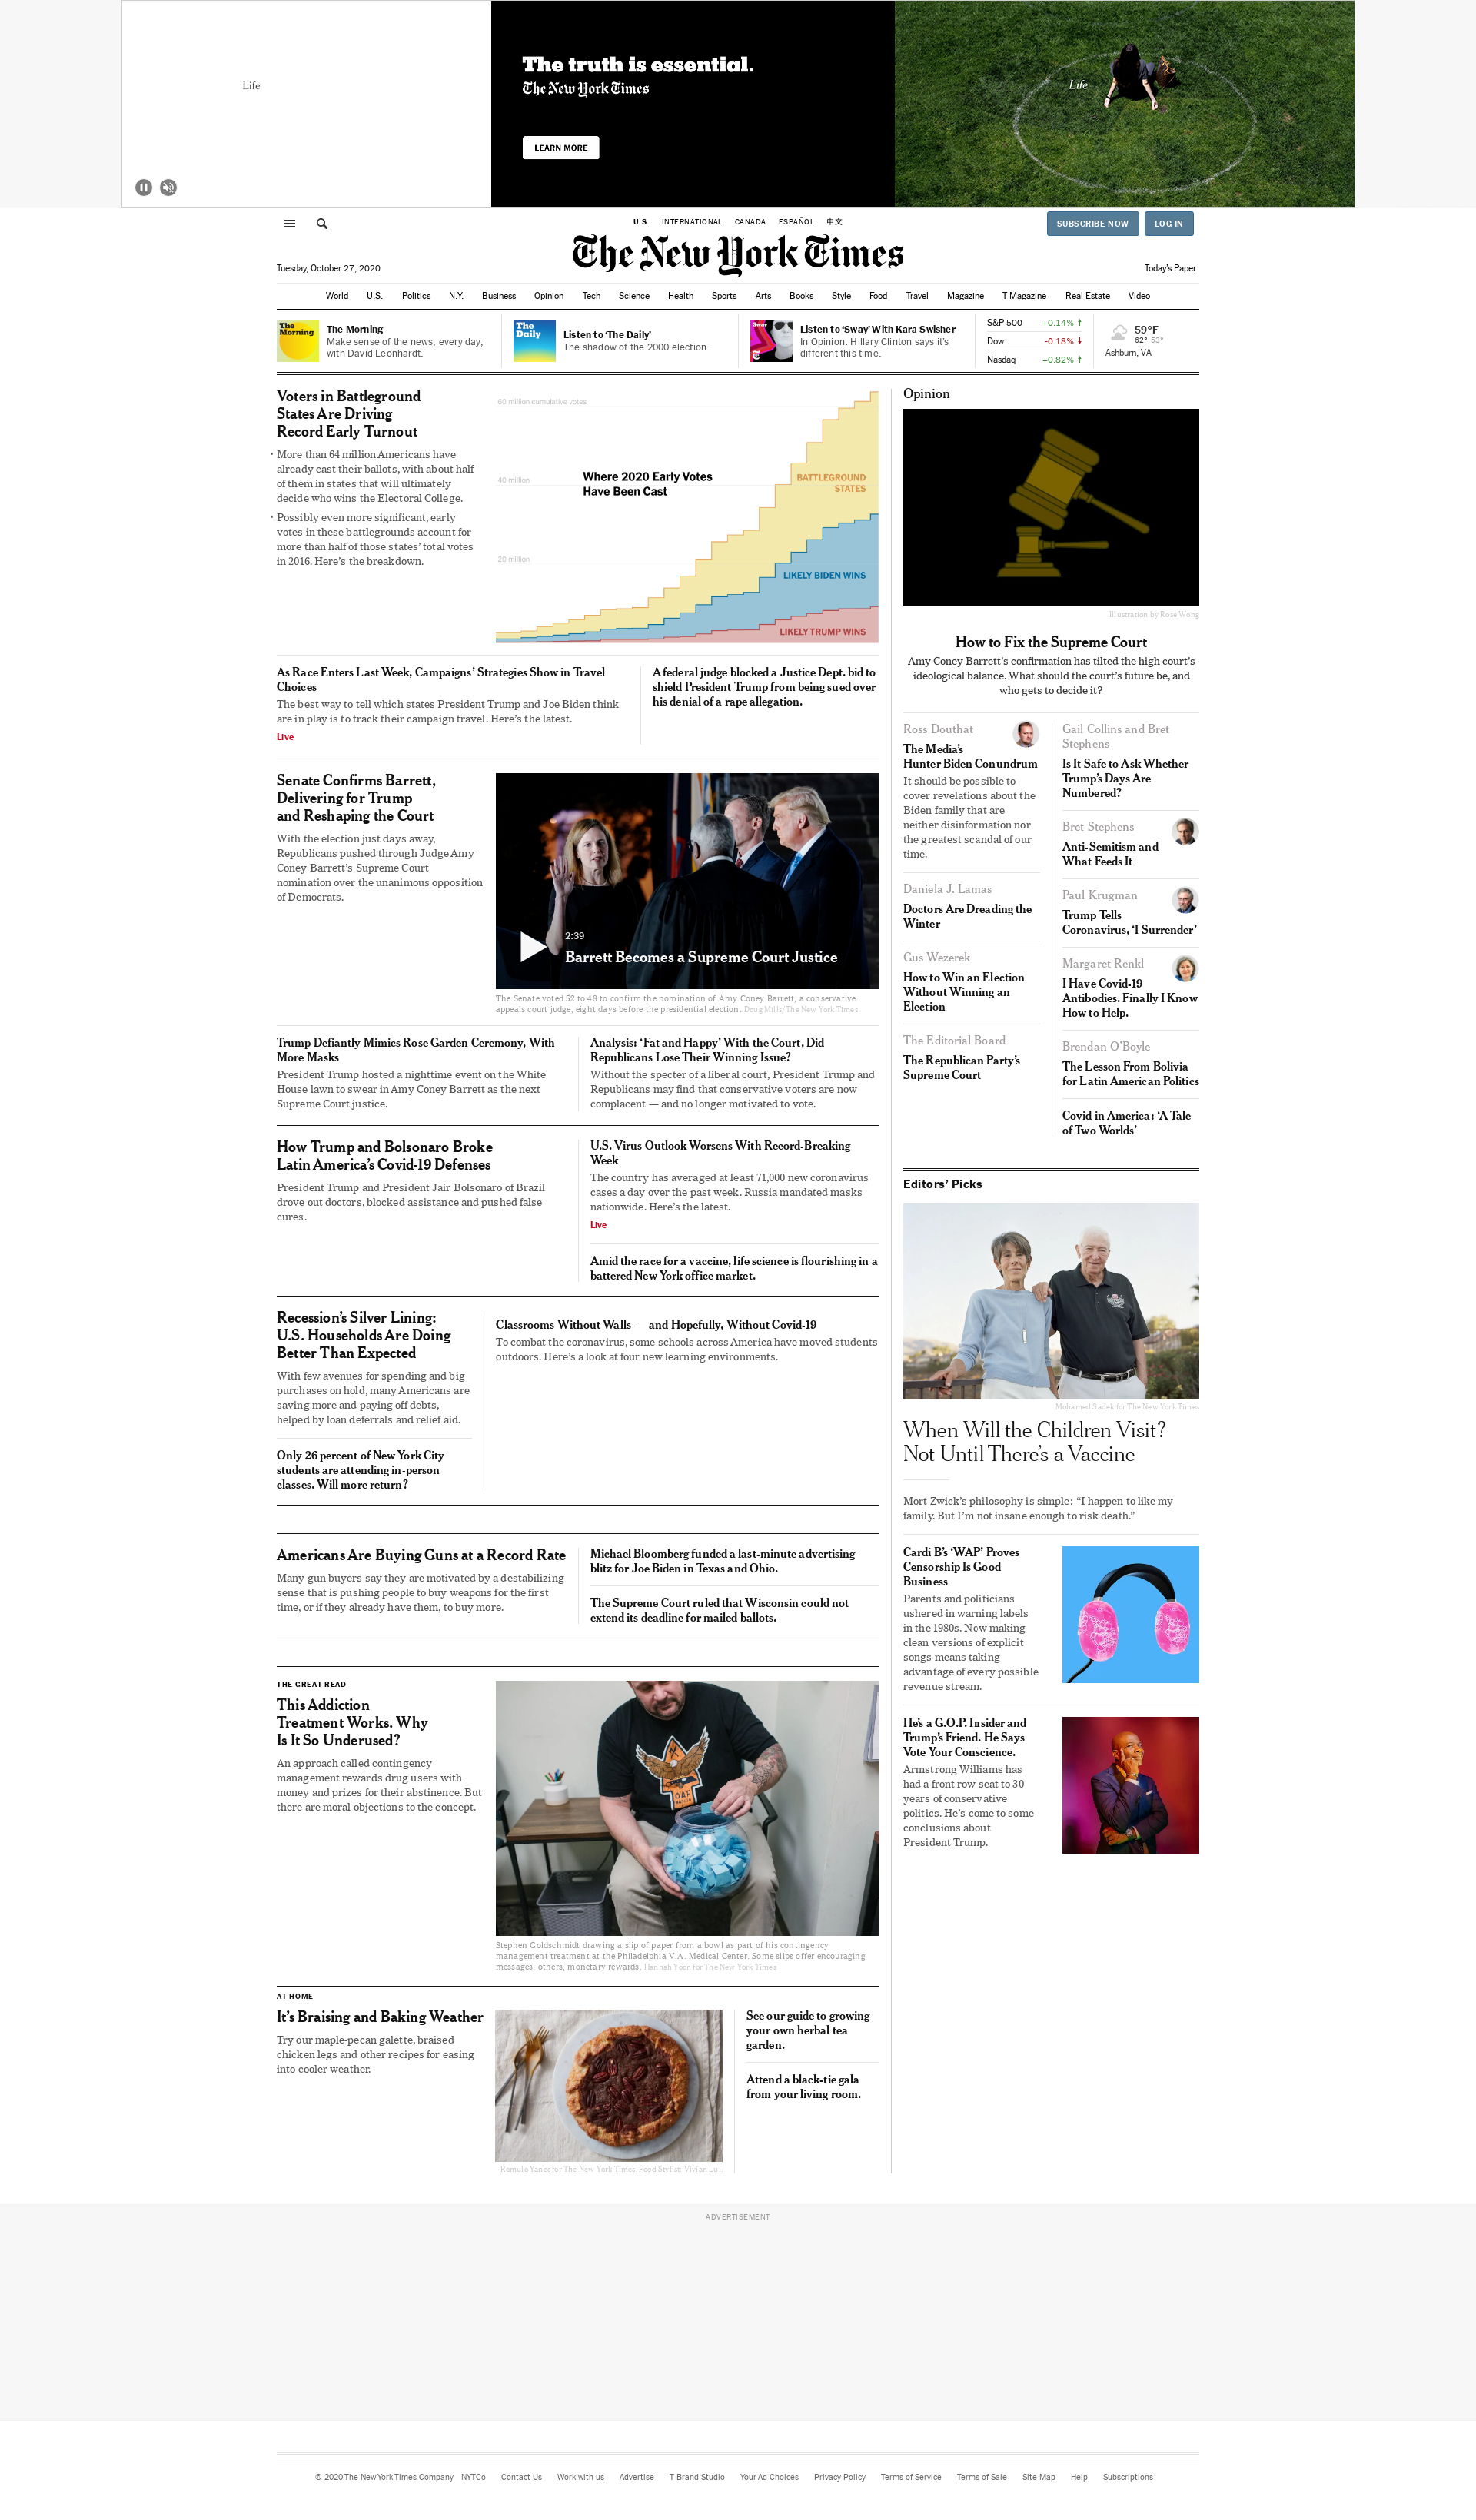 Life
The truth is essential.
The New York Times
LEARN MORE
Life
U.S. INTERNATIONAL CANADA ESPAÑOL 中文
SUBSCRIBE NOW LOG IN
The New York Times
Tuesday, October 27, 2020
Today's Paper
World U.S. Politics N.Y. Business Opinion Tech Science Health Sports Arts Books Style Food Travel Magazine T Magazine Real Estate Video
The Morning
The Morning
Make sense of the news, every day,
with David Leonhardt.
The Daily
Listen to ‘The Daily’
The shadow of the 2000 election.
Sway
Listen to ‘Sway’ With Kara Swisher
In Opinion: Hillary Clinton says it’s
different this time.
S&P 500 +0.14%
Dow -0.18%
Nasdaq +0.82%
59°F
62° 53°
Ashburn, VA
Voters in Battleground
States Are Driving
Record Early Turnout
• More than 64 million Americans have
already cast their ballots, with about half
of them in states that will ultimately
decide who wins the Electoral College.
• Possibly even more significant, early
votes in these battlegrounds account for
more than half of those states’ total votes
in 2016. Here’s the breakdown.
60 million cumulative votes
40 million
20 million
Where 2020 Early Votes
Have Been Cast
BATTLEGROUND
STATES
LIKELY BIDEN WINS
LIKELY TRUMP WINS
As Race Enters Last Week, Campaigns’ Strategies Show in Travel
Choices
The best way to tell which states President Trump and Joe Biden think
are in play is to track their campaign travel. Here’s the latest.
Live
A federal judge blocked a Justice Dept. bid to
shield President Trump from being sued over
his denial of a rape allegation.
Senate Confirms Barrett,
Delivering for Trump
and Reshaping the Court
With the election just days away,
Republicans pushed through Judge Amy
Coney Barrett’s Supreme Court
nomination over the unanimous opposition
of Democrats.
2:39
Barrett Becomes a Supreme Court Justice
The Senate voted 52 to 48 to confirm the nomination of Amy Coney Barrett, a conservative
appeals court judge, eight days before the presidential election. Doug Mills/The New York Times
Trump Defiantly Mimics Rose Garden Ceremony, With
More Masks
President Trump hosted a nighttime event on the White
House lawn to swear in Amy Coney Barrett as the next
Supreme Court justice.
Analysis: ‘Fat and Happy’ With the Court, Did
Republicans Lose Their Winning Issue?
Without the specter of a liberal court, President Trump and
Republicans may find that conservative voters are now
complacent — and no longer motivated to vote.
How Trump and Bolsonaro Broke
Latin America’s Covid-19 Defenses
President Trump and President Jair Bolsonaro of Brazil
drove out doctors, blocked assistance and pushed false
cures.
U.S. Virus Outlook Worsens With Record-Breaking
Week
The country has averaged at least 71,000 new coronavirus
cases a day over the past week. Russia mandated masks
nationwide. Here’s the latest.
Live
Amid the race for a vaccine, life science is flourishing in a
battered New York office market.
Recession’s Silver Lining:
U.S. Households Are Doing
Better Than Expected
With few avenues for spending and big
purchases on hold, many Americans are
saving more and paying off debts,
helped by loan deferrals and relief aid.
Only 26 percent of New York City
students are attending in-person
classes. Will more return?
Classrooms Without Walls — and Hopefully, Without Covid-19
To combat the coronavirus, some schools across America have moved students
outdoors. Here’s a look at four new learning environments.
Americans Are Buying Guns at a Record Rate
Many gun buyers say they are motivated by a destabilizing
sense that is pushing people to buy weapons for the first
time, or if they already have them, to buy more.
Michael Bloomberg funded a last-minute advertising
blitz for Joe Biden in Texas and Ohio.
The Supreme Court ruled that Wisconsin could not
extend its deadline for mailed ballots.
THE GREAT READ
This Addiction
Treatment Works. Why
Is It So Underused?
An approach called contingency
management rewards drug users with
money and prizes for their abstinence. But
there are moral objections to the concept.
OAF
NATION
Stephen Goldschmidt drawing a slip of paper from a bowl as part of his contingency
management treatment at the Philadelphia V.A. Medical Center. Some slips offer encouraging
messages; others, monetary rewards. Hannah Yoon for The New York Times
AT HOME
It’s Braising and Baking Weather
Try our maple-pecan galette, braised
chicken legs and other recipes for easing
into cooler weather.
Romulo Yanes for The New York Times. Food Stylist: Vivian Lui.
See our guide to growing
your own herbal tea
garden.
Attend a black-tie gala
from your living room.
Opinion
Illustration by Rose Wong
How to Fix the Supreme Court
Amy Coney Barrett’s confirmation has tilted the high court’s
ideological balance. What should the court’s future be, and
who gets to decide it?
Ross Douthat
The Media’s
Hunter Biden Conundrum
It should be possible to
cover revelations about the
Biden family that are
neither disinformation nor
the greatest scandal of our
time.
Daniela J. Lamas
Doctors Are Dreading the
Winter
Gus Wezerek
How to Win an Election
Without Winning an
Election
The Editorial Board
The Republican Party’s
Supreme Court
Gail Collins and Bret
Stephens
Is It Safe to Ask Whether
Trump’s Days Are
Numbered?
Bret Stephens
Anti-Semitism and
What Feeds It
Paul Krugman
Trump Tells
Coronavirus, ‘I Surrender’
Margaret Renkl
I Have Covid-19
Antibodies. Finally I Know
How to Help.
Brendan O’Boyle
The Lesson From Bolivia
for Latin American Politics
Covid in America: ‘A Tale
of Two Worlds’
Editors’ Picks
Mohamed Sadek for The New York Times
When Will the Children Visit?
Not Until There’s a Vaccine
Mort Zwick’s philosophy is simple: “I happen to like my
family. But I’m not insane enough to risk death.”
Cardi B’s ‘WAP’ Proves
Censorship Is Good
Business
Parents and politicians
ushered in warning labels
in the 1980s. Now making
clean versions of explicit
songs means taking
advantage of every possible
revenue stream.
He’s a G.O.P. Insider and
Trump’s Friend. He Says
Vote Your Conscience.
Armstrong Williams has
had a front row seat to 30
years of conservative
politics. He’s come to some
conclusions about
President Trump.
ADVERTISEMENT
© 2020 The New York Times Company NYTCo Contact Us Work with us Advertise T Brand Studio Your Ad Choices Privacy Policy Terms of Service Terms of Sale Site Map Help Subscriptions